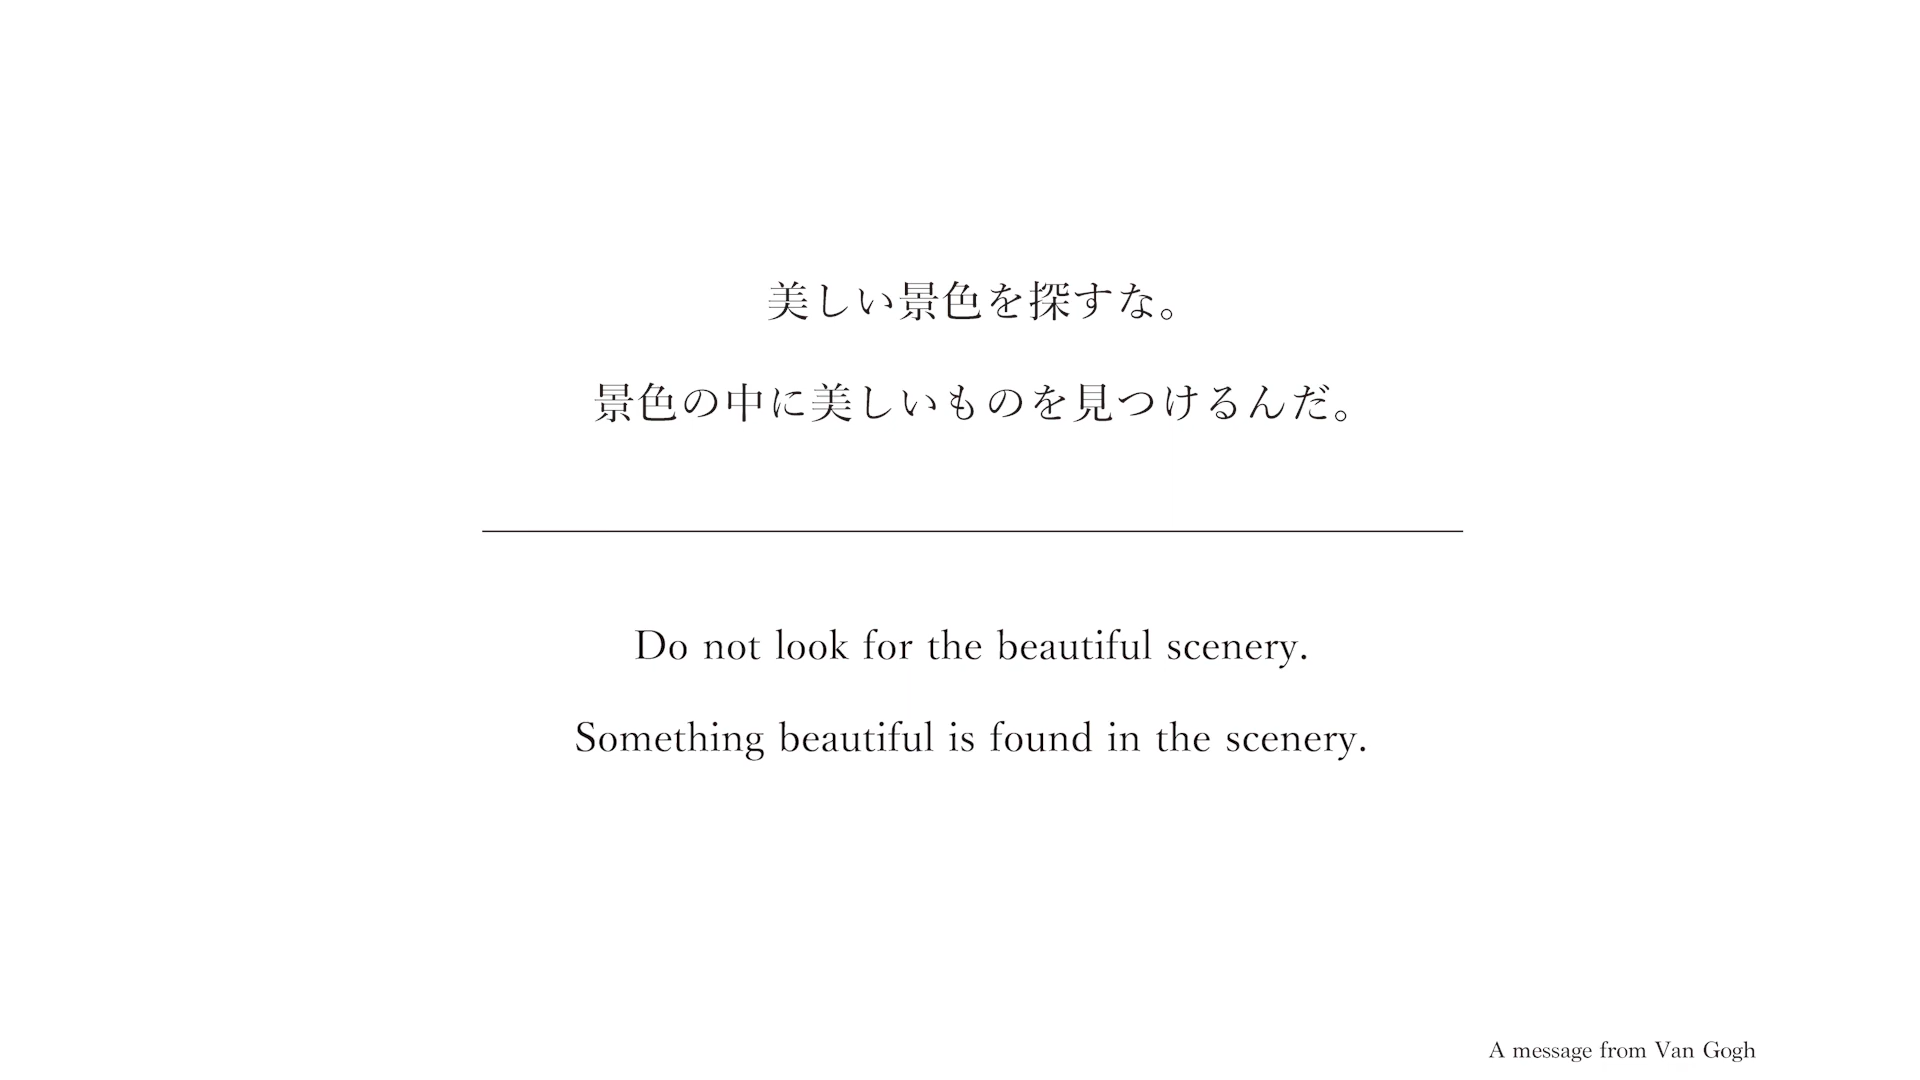 美しい景色を探すな。
景色の中に美しいものを見つけるんだ。
Do not look for the beautiful scenery.
Something beautiful is found in the scenery.
A message from Van Gogh